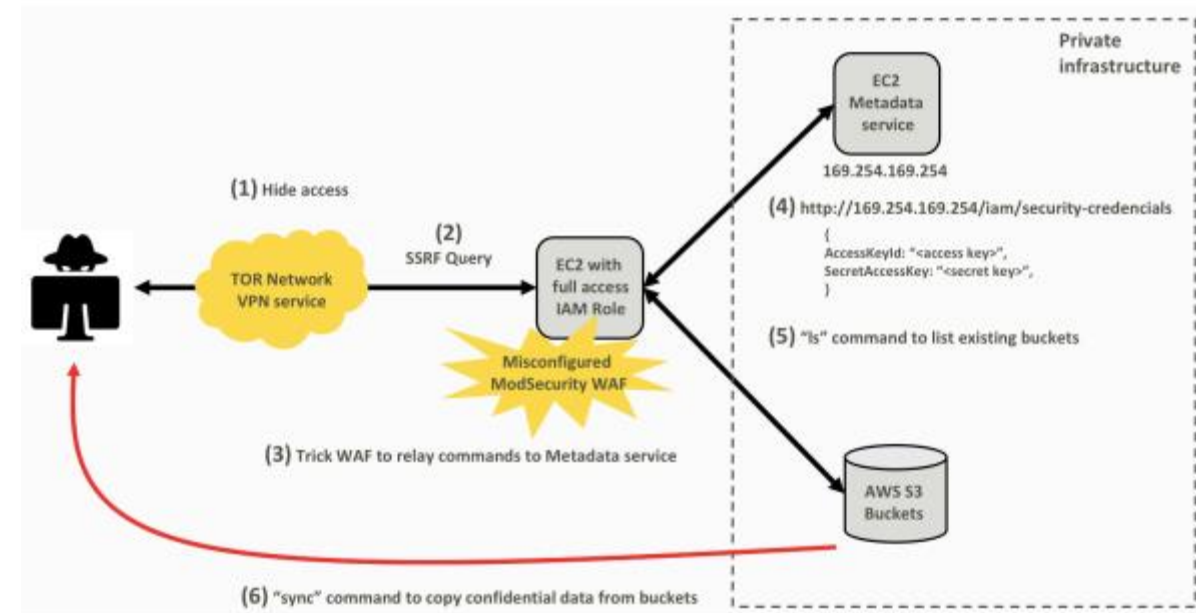 Private
infrastructure
EC2
Metadata
service
169.254.169.254
(1) Hide access
(4) http://169.254.169.254/iam/security-credencials
{
AccessKeyId: "<access key>",
SecretAccessKey: "<secret key>",
}
(2)
SSRF Query
TOR Network
VPN service
EC2 with
full access
IAM Role
Misconfigured
ModSecurity WAF
(5) "ls" command to list existing buckets
(3) Trick WAF to relay commands to Metadata service
AWS S3
Buckets
(6) "sync" command to copy confidential data from buckets